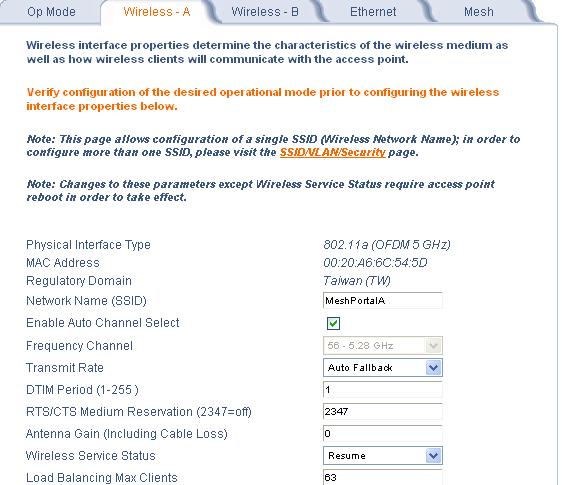 Op Mode Wireless - A Wireless - B Ethernet Mesh
Wireless interface properties determine the characteristics of the wireless medium as
well as how wireless clients will communicate with the access point.
Verify configuration of the desired operational mode prior to configuring the wireless
interface properties below.
Note: This page allows configuration of a single SSID (Wireless Network Name); in order to
configure more than one SSID, please visit the SSID/VLAN/Security page.
Note: Changes to these parameters except Wireless Service Status require access point
reboot in order to take effect.
Physical Interface Type 802.11a (OFDM 5 GHz)
MAC Address 00:20:A6:6C:54:5D
Regulatory Domain Taiwan (TW)
Network Name (SSID) MeshPortalA
Enable Auto Channel Select
Frequency Channel 56 - 5.28 GHz
Transmit Rate Auto Fallback
DTIM Period (1-255 ) 1
RTS/CTS Medium Reservation (2347=off) 2347
Antenna Gain (Including Cable Loss) 0
Wireless Service Status Resume
Load Balancing Max Clients 63